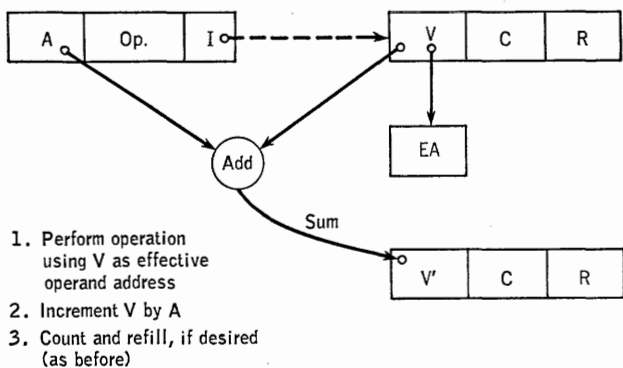 A Op. I V C R
EA
Add
Sum
V' C R
1. Perform operation
using V as effective
operand address
2. Increment V by A
3. Count and refill, if desired
(as before)